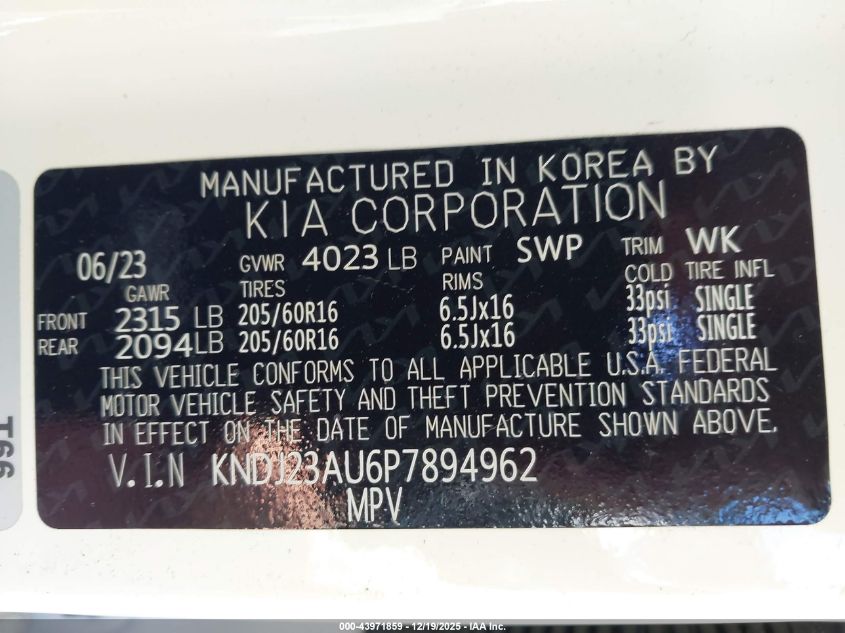 MANUFACTURED IN KOREA BY
KIA CORPORATION
06/23 GVWR 4023 LB PAINT SWP TRIM WK
GAWR TIRES RIMS COLD TIRE INFL
FRONT 2315 LB 205/60R16 6.5Jx16 33psi SINGLE
REAR 2094 LB 205/60R16 6.5Jx16 33psi SINGLE
THIS VEHICLE CONFORMS TO ALL APPLICABLE U.S.A. FEDERAL
MOTOR VEHICLE SAFETY AND THEFT PREVENTION STANDARDS
IN EFFECT ON THE DATE OF MANUFACTURE SHOWN ABOVE.
V.I.N KNDJ23AU6P7894962
MPV
T66
000-43971859 - 12/19/2025 - IAA Inc.